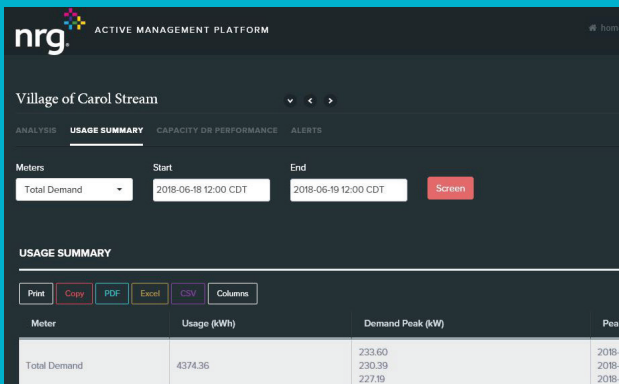 nrg ACTIVE MANAGEMENT PLATFORM
Village of Carol Stream
ANALYSIS USAGE SUMMARY CAPACITY DR PERFORMANCE ALERTS
Meters Start End
Total Demand 2018-06-18 12:00 CDT 2018-06-19 12:00 CDT Screen
USAGE SUMMARY
Print Copy PDF Excel CSV Columns
Meter Usage (kWh) Demand Peak (kW)
233.60 2018-
Total Demand 4374.36 230.39 2018-
227.19 2018-